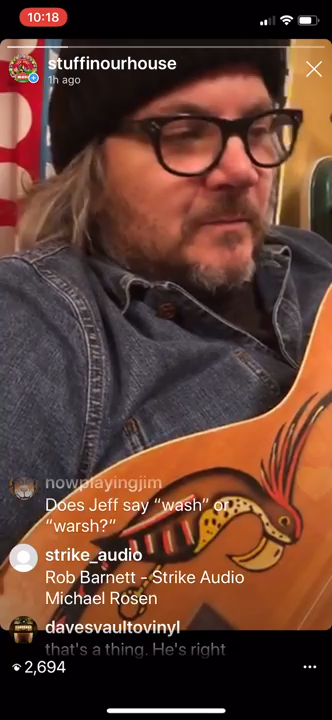 10:18
stuffinourhouse
1h ago
nowplayingjim
Does Jeff say “wash” or
“warsh?”
strike_audio
Rob Barnett - Strike Audio
Michael Rosen
davesvaultovinyl
that's a thing. He's right
2,694